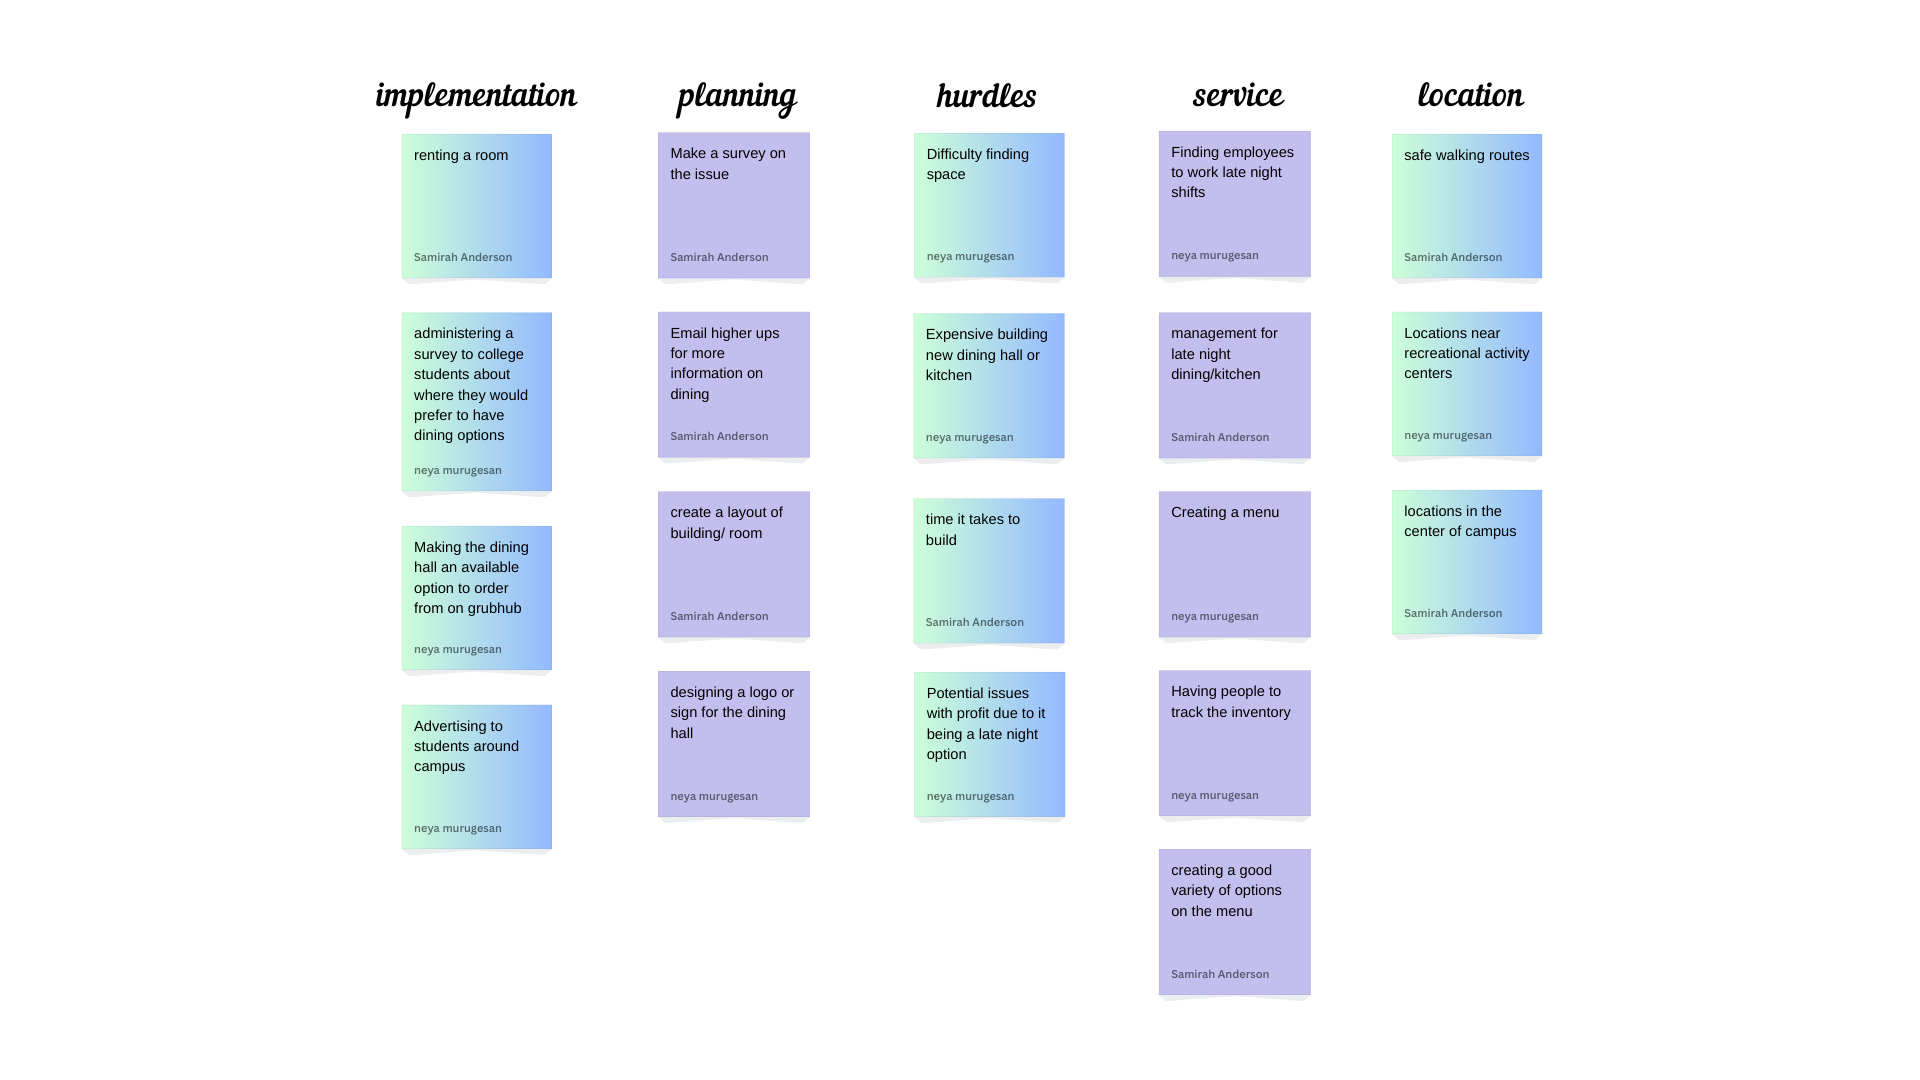 implementation
renting a room
Samirah Anderson
administering a
survey to college
students about
where they would
prefer to have
dining options
neya murugesan
Making the dining
hall an available
option to order
from on grubhub
neya murugesan
Advertising to
students around
campus
neya murugesan
planning
Make a survey on
the issue
Samirah Anderson
Email higher ups
for more
information on
dining
Samirah Anderson
create a layout of
building/ room
Samirah Anderson
designing a logo or
sign for the dining
hall
neya murugesan
hurdles
Difficulty finding
space
neya murugesan
Expensive building
new dining hall or
kitchen
neya murugesan
time it takes to
build
Samirah Anderson
Potential issues
with profit due to it
being a late night
option
neya murugesan
service
Finding employees
to work late night
shifts
neya murugesan
management for
late night
dining/kitchen
Samirah Anderson
Creating a menu
neya murugesan
Having people to
track the inventory
neya murugesan
creating a good
variety of options
on the menu
Samirah Anderson
location
safe walking routes
Samirah Anderson
Locations near
recreational activity
centers
neya murugesan
locations in the
center of campus
Samirah Anderson